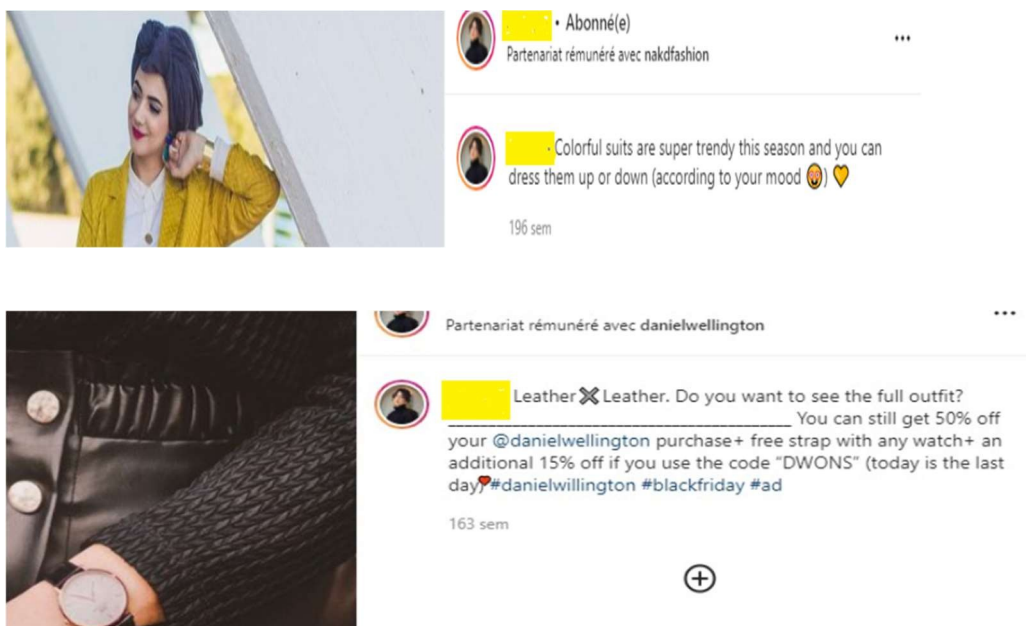 • Abonné(e)
Partenariat rémunéré avec nakdfashion
Colorful suits are super trendy this season and you can
dress them up or down (according to your mood 😍) 💛
196 sem
Partenariat rémunéré avec danielwellington
Leather ✖ Leather. Do you want to see the full outfit?
________________________________________ You can still get 50% off
your @danielwellington purchase+ free strap with any watch+ an
additional 15% off if you use the code “DWONS” (today is the last
day)❣#danielwillington #blackfriday #ad
163 sem